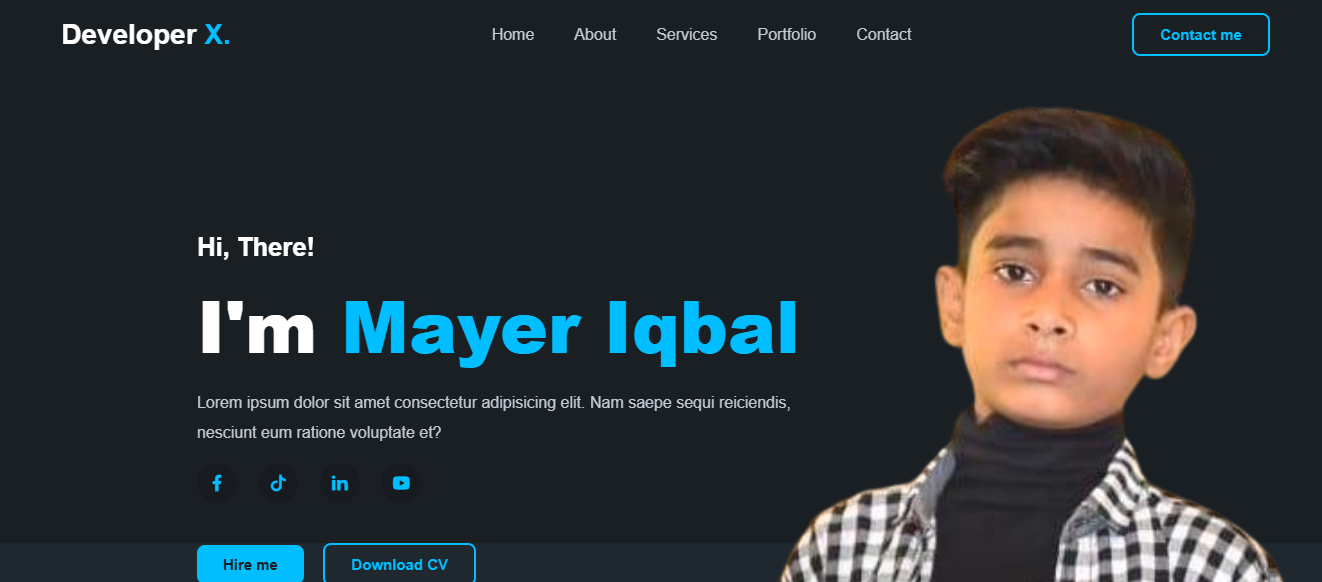 Developer X.
Home About Services Portfolio Contact
Contact me
Hi, There!
I'm Mayer Iqbal
Lorem ipsum dolor sit amet consectetur adipisicing elit. Nam saepe sequi reiciendis,
nesciunt eum ratione voluptate et?
Hire me Download CV